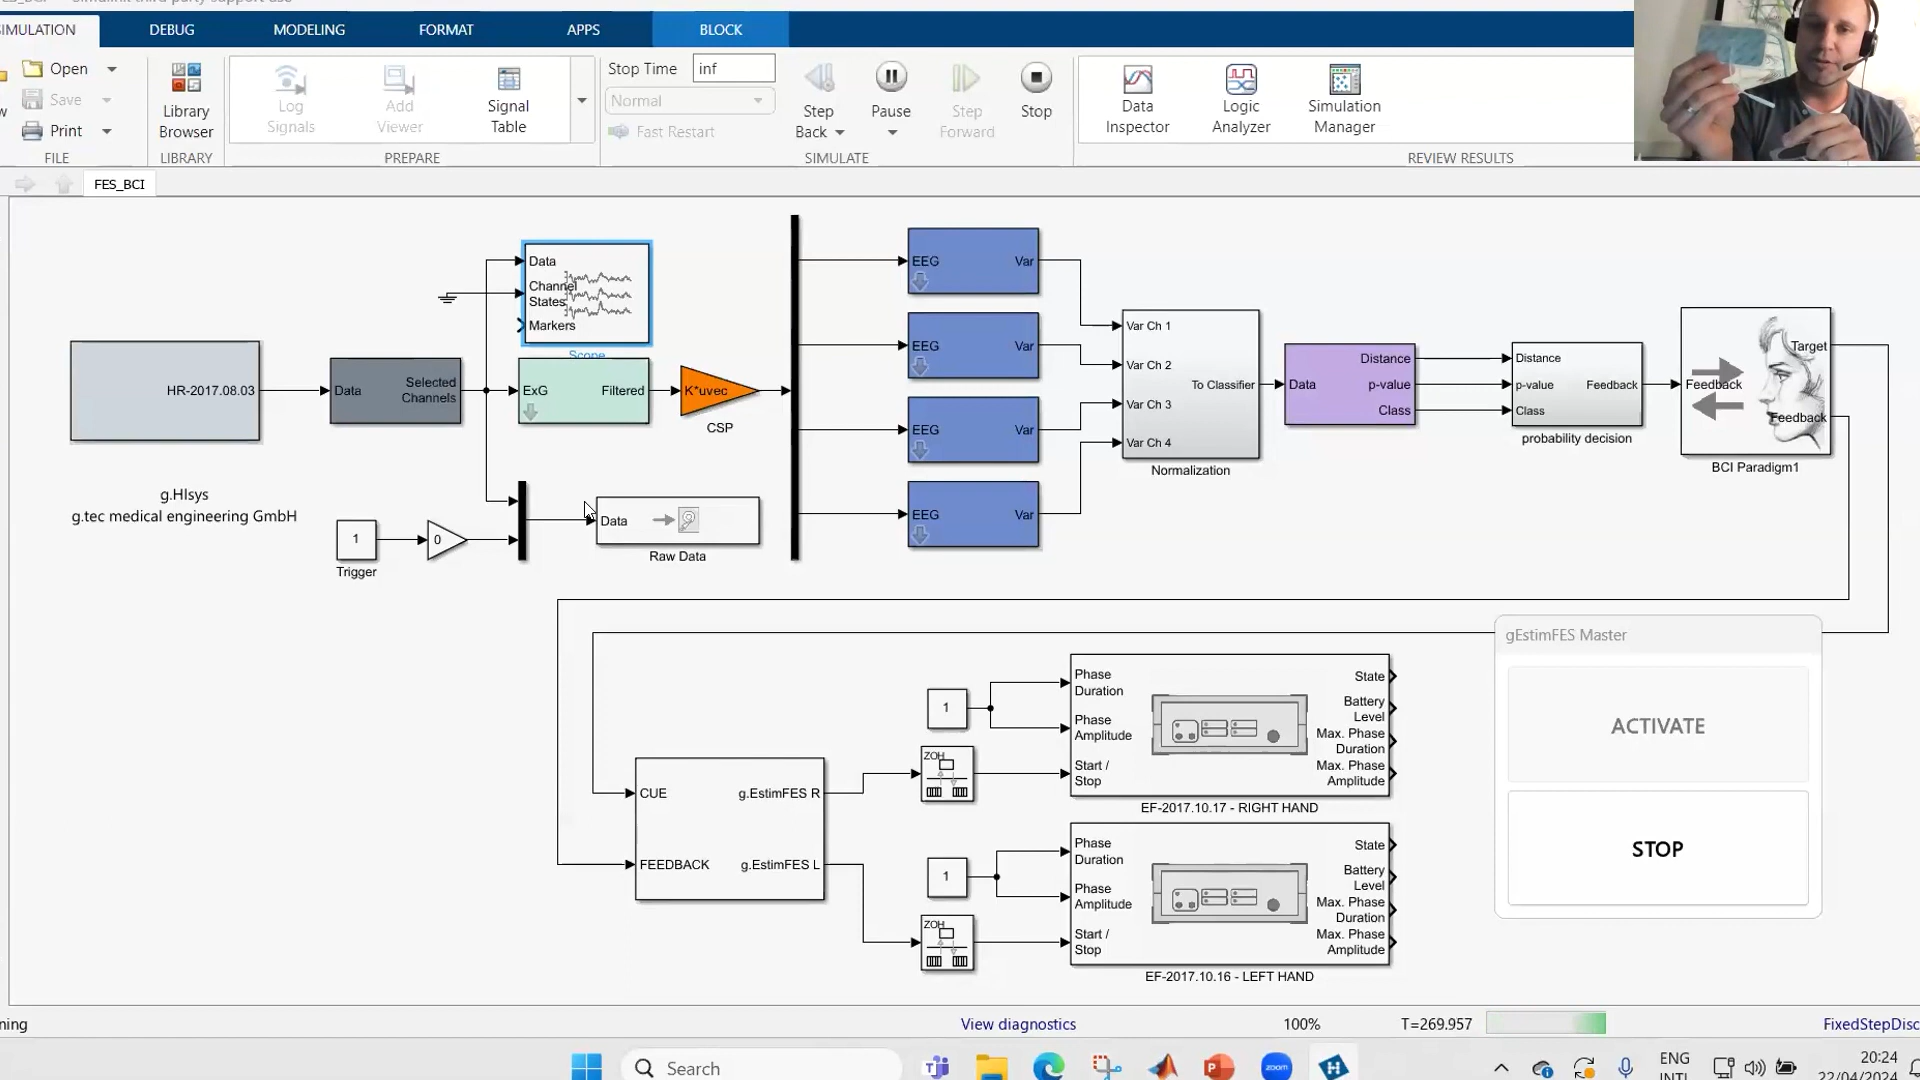 SIMULATION
DEBUG
MODELING
FORMAT
APPS
BLOCK
Open
Save
Print
FILE
Library
Browser
LIBRARY
Log
Signals
Add
Viewer
Signal
Table
PREPARE
Stop Time
inf
Normal
Fast Restart
Step
Back
Pause
Step
Forward
Stop
SIMULATE
Data
Inspector
Logic
Analyzer
Simulation
Manager
REVIEW RESULTS
FES_BCI
Data
Channel
States
Markers
Scope
HR-2017.08.03
Data
Selected
Channels
ExG
Filtered
K*uvec
CSP
g.HIsys
g.tec medical engineering GmbH
1
Trigger
0
Data
Raw Data
EEG
Var
EEG
Var
EEG
Var
EEG
Var
Var Ch 1
Var Ch 2
Var Ch 3
Var Ch 4
To Classifier
Normalization
Data
Distance
p-value
Class
Distance
p-value
Class
Feedback
probability decision
Feedback
Target
Feedback
BCI Paradigm1
CUE
FEEDBACK
g.EstimFES R
g.EstimFES L
1
ZOH
Phase
Duration
Phase
Amplitude
Start /
Stop
State
Battery
Level
Max. Phase
Duration
Max. Phase
Amplitude
EF-2017.10.17 - RIGHT HAND
1
ZOH
Phase
Duration
Phase
Amplitude
Start /
Stop
State
Battery
Level
Max. Phase
Duration
Max. Phase
Amplitude
EF-2017.10.16 - LEFT HAND
gEstimFES Master
ACTIVATE
STOP
ning
View diagnostics
100%
T=269.957
FixedStepDisc
Search
zoom
ENG
INTL
20:24
22/04/2024